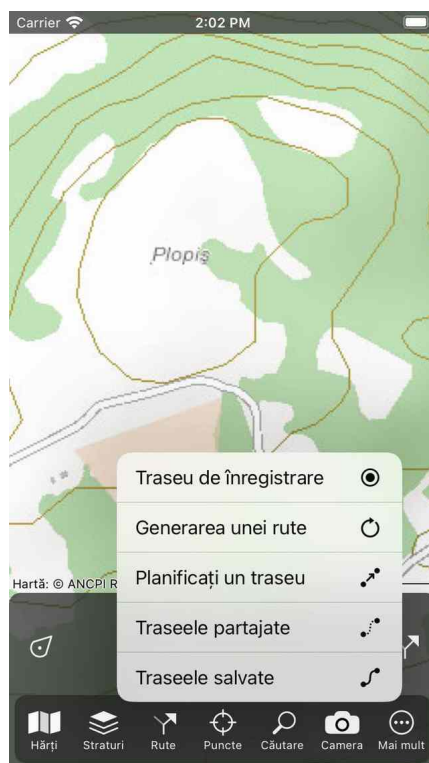 Carrier 2:02 PM
Plopiș
Traseu de înregistrare
Generarea unei rute
Planificați un traseu
Hartă: © ANCPI R
Traseele partajate
Traseele salvate
Hărți Straturi Rute Puncte Căutare Camera Mai mult